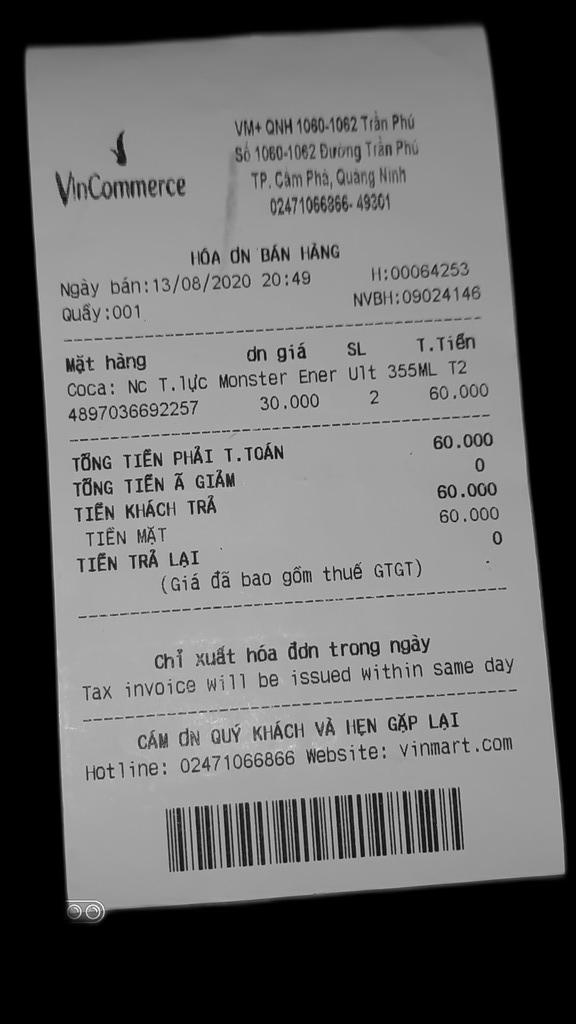 VM+ QNH 1060-1062 Trần Phú
Số 1060-1062 Đường Trần Phú
VinCommerce
TP. Cẩm Phả, Quảng Ninh
02471066866- 49301
HÓA ƠN BÁN HÀNG
Ngày bán:13/08/2020 20:49 H:00064253
Quầy:001 NVBH:09024146
Mặt hàng ơn giá SL T.Tiền
Coca: Nc T.lực Monster Ener Ult 355ML T2
4897036692257 30.000 2 60.000
TỔNG TIỀN PHẢI T.TOÁN 60.000
TỔNG TIỀN Ã GIẢM 0
TIỀN KHÁCH TRẢ 60.000
TIỀN MẶT 60.000
TIỀN TRẢ LẠI 0
(Giá đã bao gồm thuế GTGT)
Chỉ xuất hóa đơn trong ngày
Tax invoice will be issued within same day
CÁM ƠN QUÝ KHÁCH VÀ HẸN GẶP LẠI
Hotline: 02471066866 Website: vinmart.com